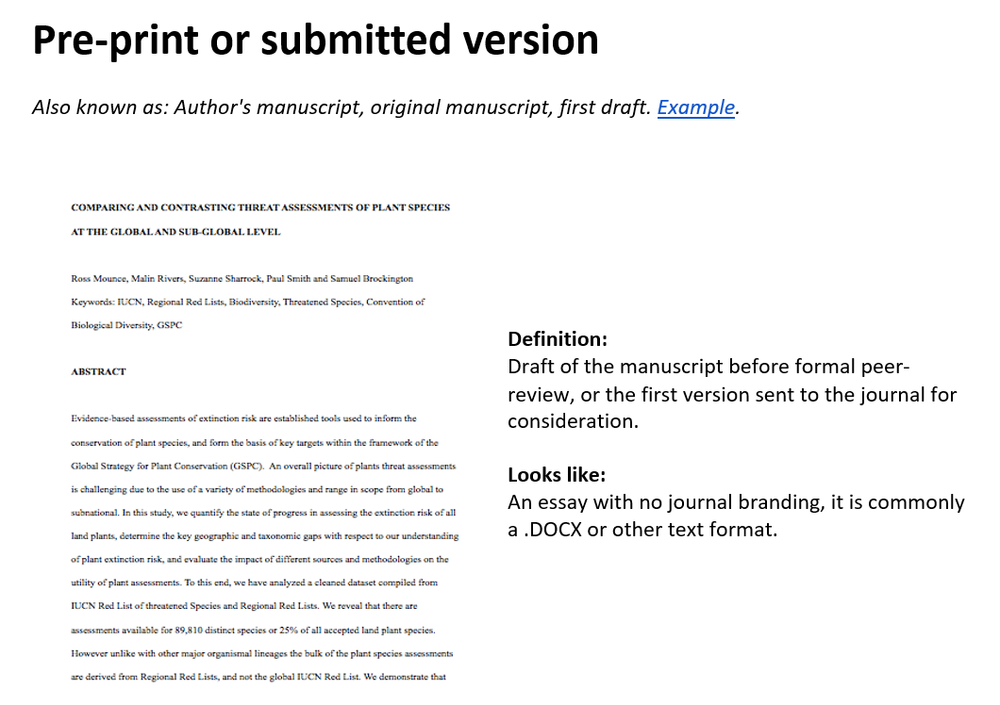 Pre-print or submitted version
Also known as: Author's manuscript, original manuscript, first draft. Example.
COMPARING AND CONTRASTING THREAT ASSESSMENTS OF PLANT SPECIES
AT THE GLOBAL AND SUB-GLOBAL LEVEL
Ross Mounce, Malin Rivers, Suzanne Sharrock, Paul Smith and Samuel Brockington
Keywords: IUCN, Regional Red Lists, Biodiversity, Threatened Species, Convention of
Biological Diversity, GSPC
ABSTRACT
Evidence-based assessments of extinction risk are established tools used to inform the
conservation of plant species, and form the basis of key targets within the framework of the
Global Strategy for Plant Conservation (GSPC). An overall picture of plants threat assessments
is challenging due to the use of a variety of methodologies and range in scope from global to
subnational. In this study, we quantify the state of progress in assessing the extinction risk of all
land plants, determine the key geographic and taxonomic gaps with respect to our understanding
of plant extinction risk, and evaluate the impact of different sources and methodologies on the
utility of plant assessments. To this end, we have analyzed a cleaned dataset compiled from
IUCN Red List of threatened Species and Regional Red Lists. We reveal that there are
assessments available for 89,810 distinct species or 25% of all accepted land plant species.
However unlike with other major organismal lineages the bulk of the plant species assessments
are derived from Regional Red Lists, and not the global IUCN Red List. We demonstrate that
Definition:
Draft of the manuscript before formal peer-
review, or the first version sent to the journal for
consideration.
Looks like:
An essay with no journal branding, it is commonly
a .DOCX or other text format.